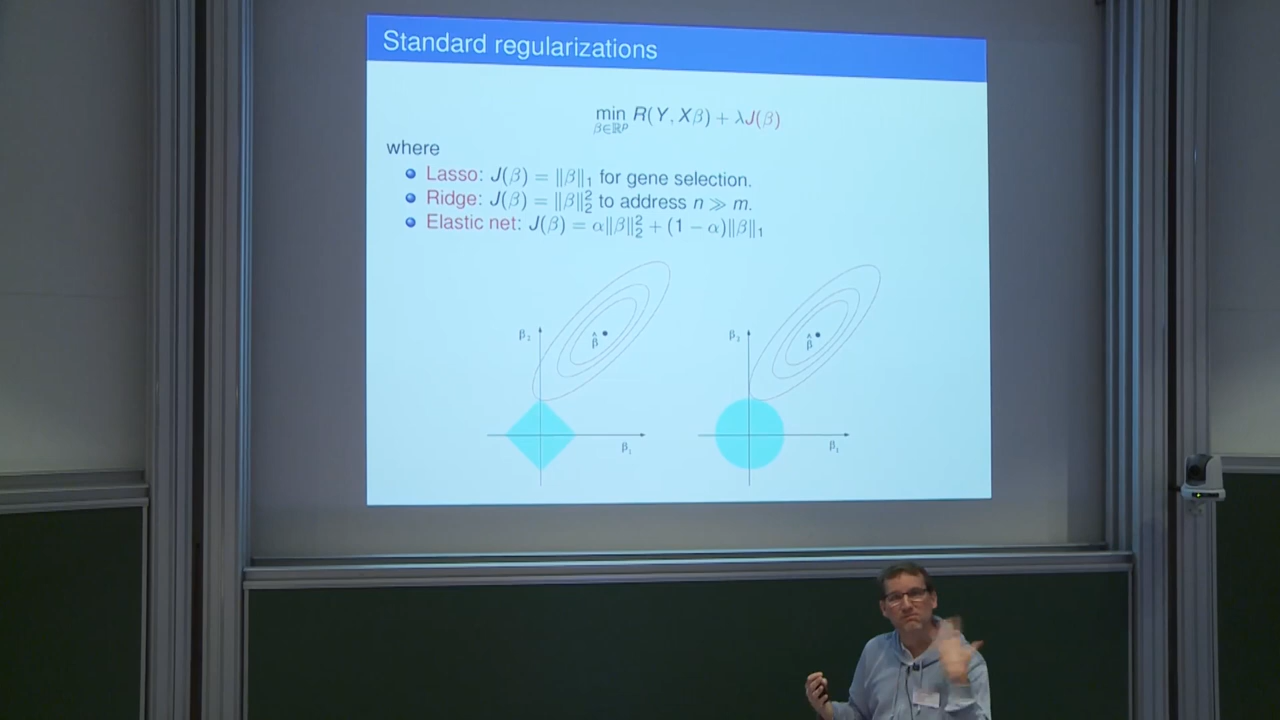 Standard regularizations
min R(Y, Xβ) + λJ(β)
β∈ℝᵖ
where
Lasso: J(β) = ‖β‖₁ for gene selection.
Ridge: J(β) = ‖β‖₂² to address n ≫ m.
Elastic net: J(β) = α‖β‖₂² + (1 − α)‖β‖₁
β₂ β̂ β₁
β₂ β̂ β₁